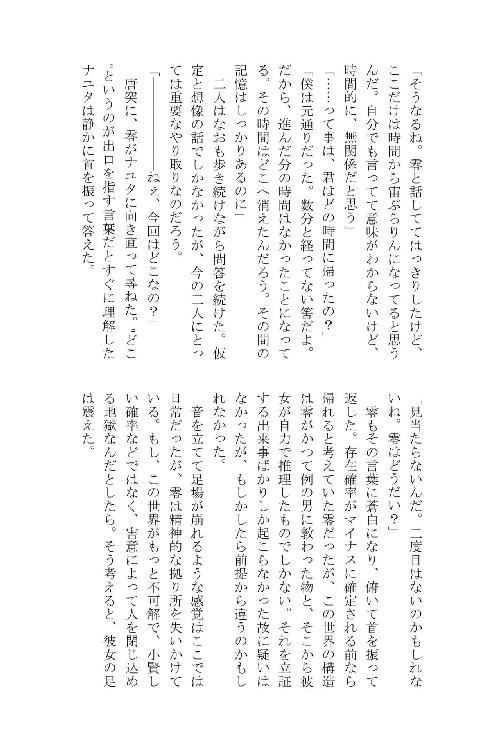 「そうなるね。零と話しててはっきりしたけど、
ここだけは時間から宙ぶらりんになってると思う
んだ。自分でも言ってて意味がわからないけど、
時間的に、無関係だと思う」
「……って事は、君はどの時間に帰ったの？」
「僕は元通りだった。数分と経ってない筈だよ。
だから、進んだ分の時間はなかったことになって
る。その時間はどこへ消えたんだろう。その間の
記憶はしっかりあるのに」
　二人はなおも歩き続けながら問答を続けた。仮
定と想像の話でしかなかったが、今の二人にとっ
ては重要なやり取りなのだろう。
「―――――ねぇ、今回はどこなの？」
　唐突に、零がナユタに向き直って尋ねた。〝どこ
〟というのが出口を指す言葉だとすぐに理解した
ナユタは静かに首を振って答えた。
「見当たらないんだ。二度目はないのかもしれな
いね。零はどうだい？」
　零もその言葉に蒼白になり、俯いて首を振って
返した。存在確率がマイナスに確定される前なら
帰れると考えていた零だったが、この世界の構造
は零がかつて例の男に教わった物と、そこから彼
女が自力で推理したものでしかない。それを立証
する出来事ばかりしか起こらなかった故に疑いは
なかったが、もしかしたら前提から違うのかもし
れなかった。
　音を立てて足場が崩れるような感覚はここでは
日常だったが、零は精神的な拠り所を失いかけて
いる。もし、この世界がもっと不可解で、小賢し
い確率などではなく、害意によって人を閉じ込め
る地獄なんだとしたら。そう考えると、彼女の足
は震えた。